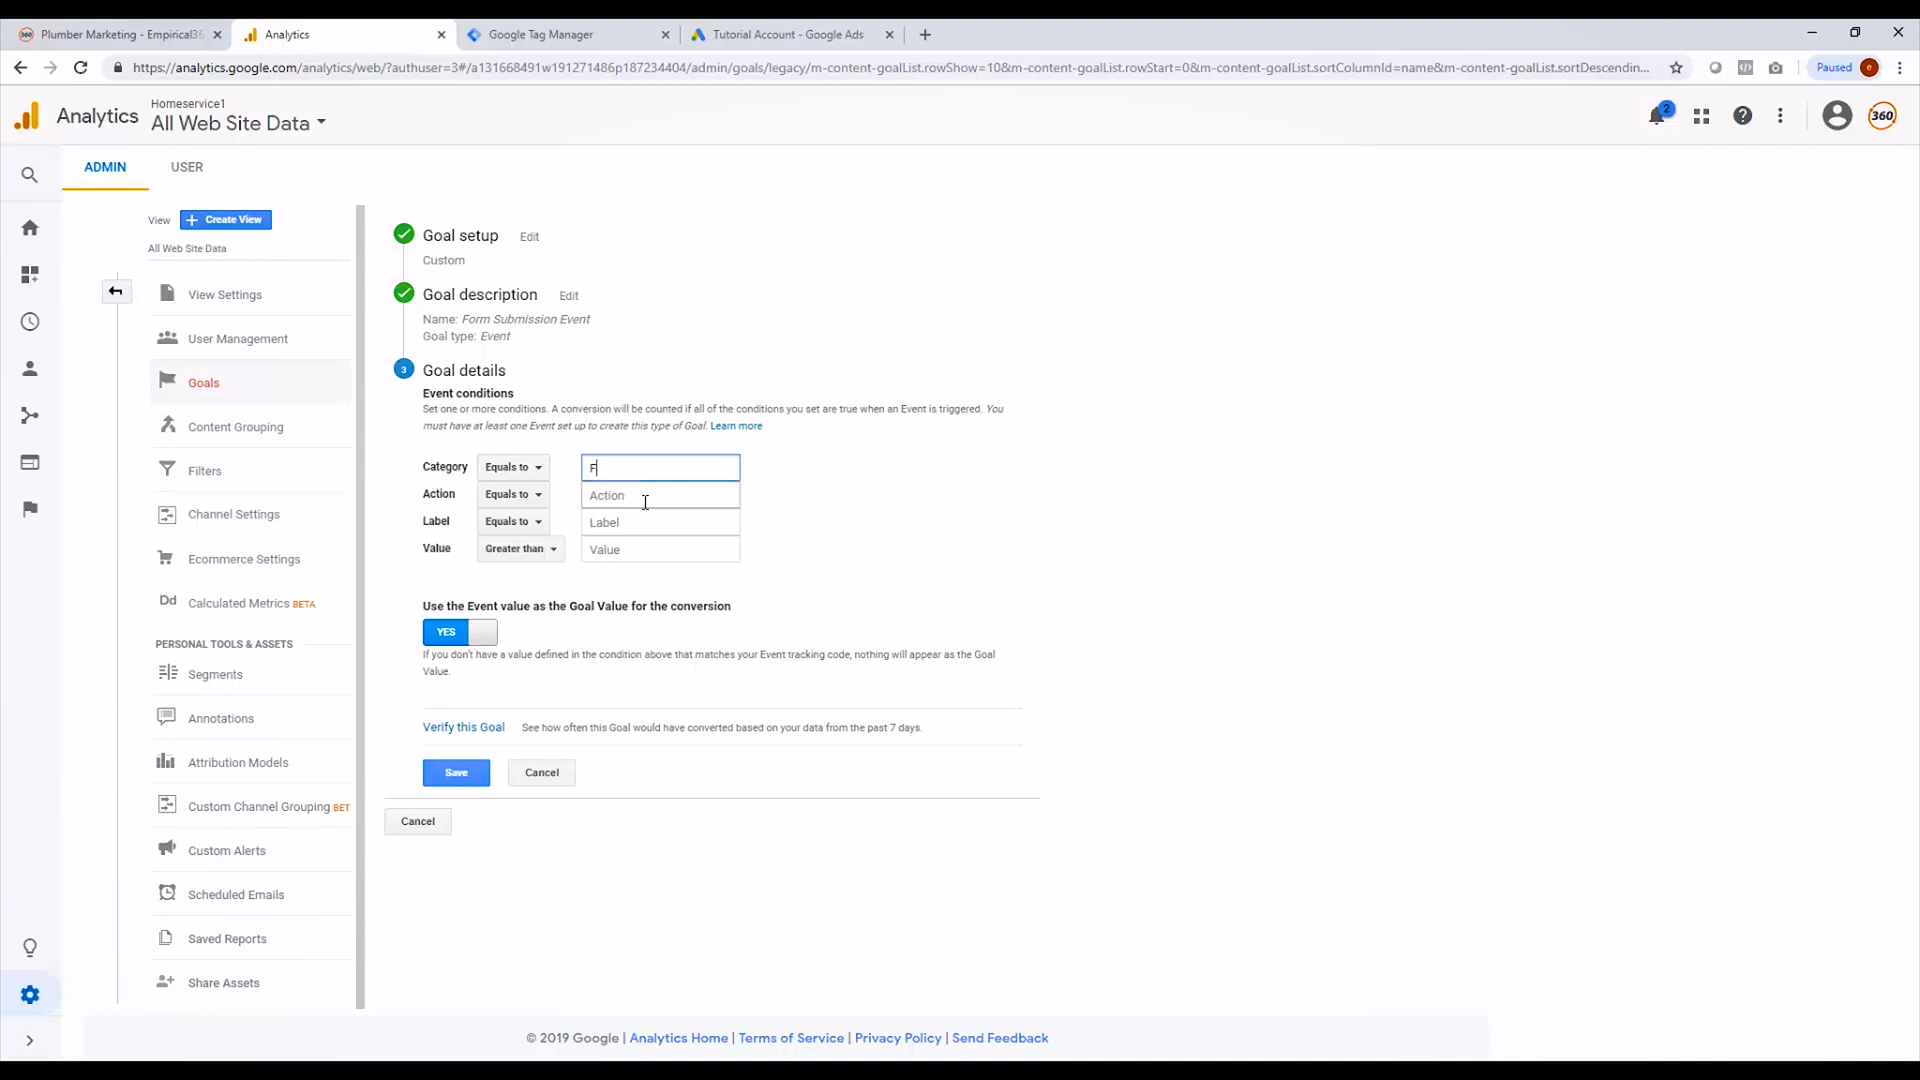 Plumber Marketing - Empirical36
Analytics
Google Tag Manager
Tutorial Account - Google Ads
https://analytics.google.com/analytics/web/?authuser=3#/a131668491w191271486p187234404/admin/goals/legacy/m-content-goalList.rowShow=10&m-content-goalList.rowStart=0&m-content-goalList.sortColumnId=name&m-content-goalList.sortDescendin...
Paused
e
Analytics
Homeservice1
All Web Site Data
2
360
ADMIN
USER
View
Create View
All Web Site Data
View Settings
User Management
Goals
Content Grouping
Filters
Channel Settings
Ecommerce Settings
Dd
Calculated Metrics BETA
PERSONAL TOOLS & ASSETS
Segments
Annotations
Attribution Models
Custom Channel Grouping BET
Custom Alerts
Scheduled Emails
Saved Reports
Share Assets
Goal setup Edit
Custom
Goal description Edit
Name: Form Submission Event
Goal type: Event
3
Goal details
Event conditions
Set one or more conditions. A conversion will be counted if all of the conditions you set are true when an Event is triggered. You
must have at least one Event set up to create this type of Goal. Learn more
Category Equals to F
Action Equals to Action
Label Equals to Label
Value Greater than Value
Use the Event value as the Goal Value for the conversion
YES
If you don't have a value defined in the condition above that matches your Event tracking code, nothing will appear as the Goal
Value.
Verify this Goal See how often this Goal would have converted based on your data from the past 7 days.
Save Cancel
Cancel
© 2019 Google | Analytics Home | Terms of Service | Privacy Policy | Send Feedback